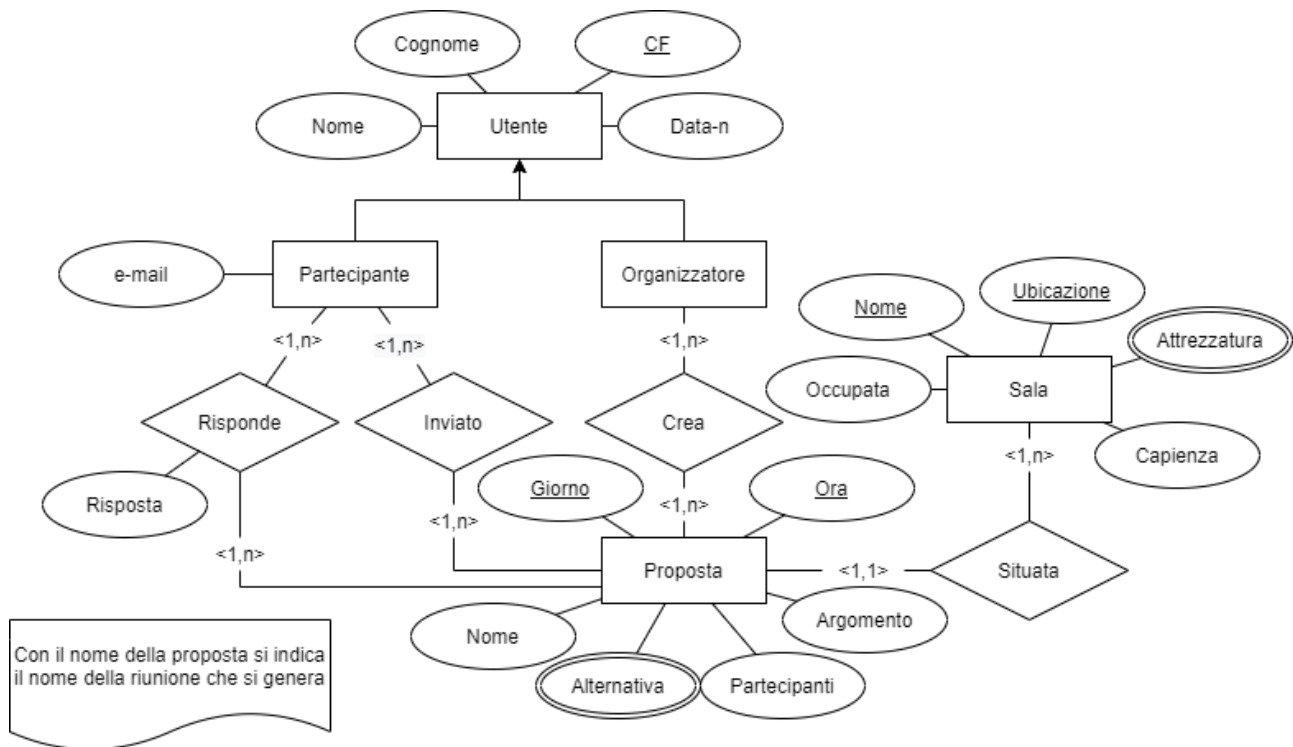 Cognome
CF
Nome
Utente
Data-n
e-mail
Partecipante
Organizzatore
Nome
Ubicazione
Attrezzatura
<1,n>
<1,n>
<1,n>
Occupata
Sala
Risponde
Inviato
Crea
<1,n>
Capienza
Risposta
Giorno
<1,n>
Ora
<1,n>
<1,n>
Proposta
<1,1>
Situata
Nome
Argomento
Alternativa
Partecipanti
Con il nome della proposta si indica
il nome della riunione che si genera